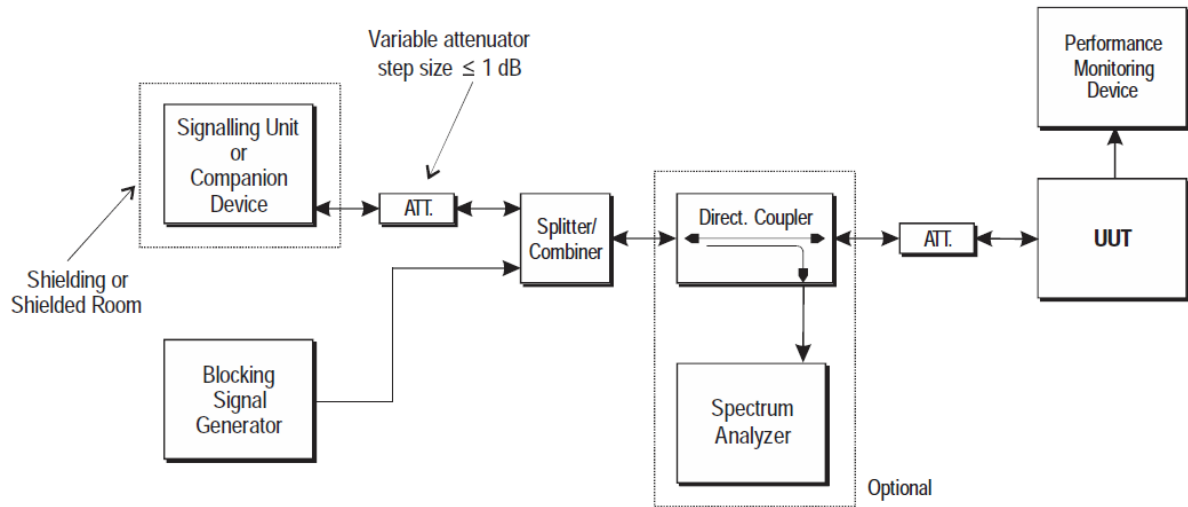 Variable attenuator
step size ≤ 1 dB
Performance
Monitoring
Device
Signalling Unit
or
Companion
Device
ATT.
Splitter/
Combiner
Direct. Coupler
ATT.
UUT
Shielding or
Shielded Room
Blocking
Signal
Generator
Spectrum
Analyzer
Optional